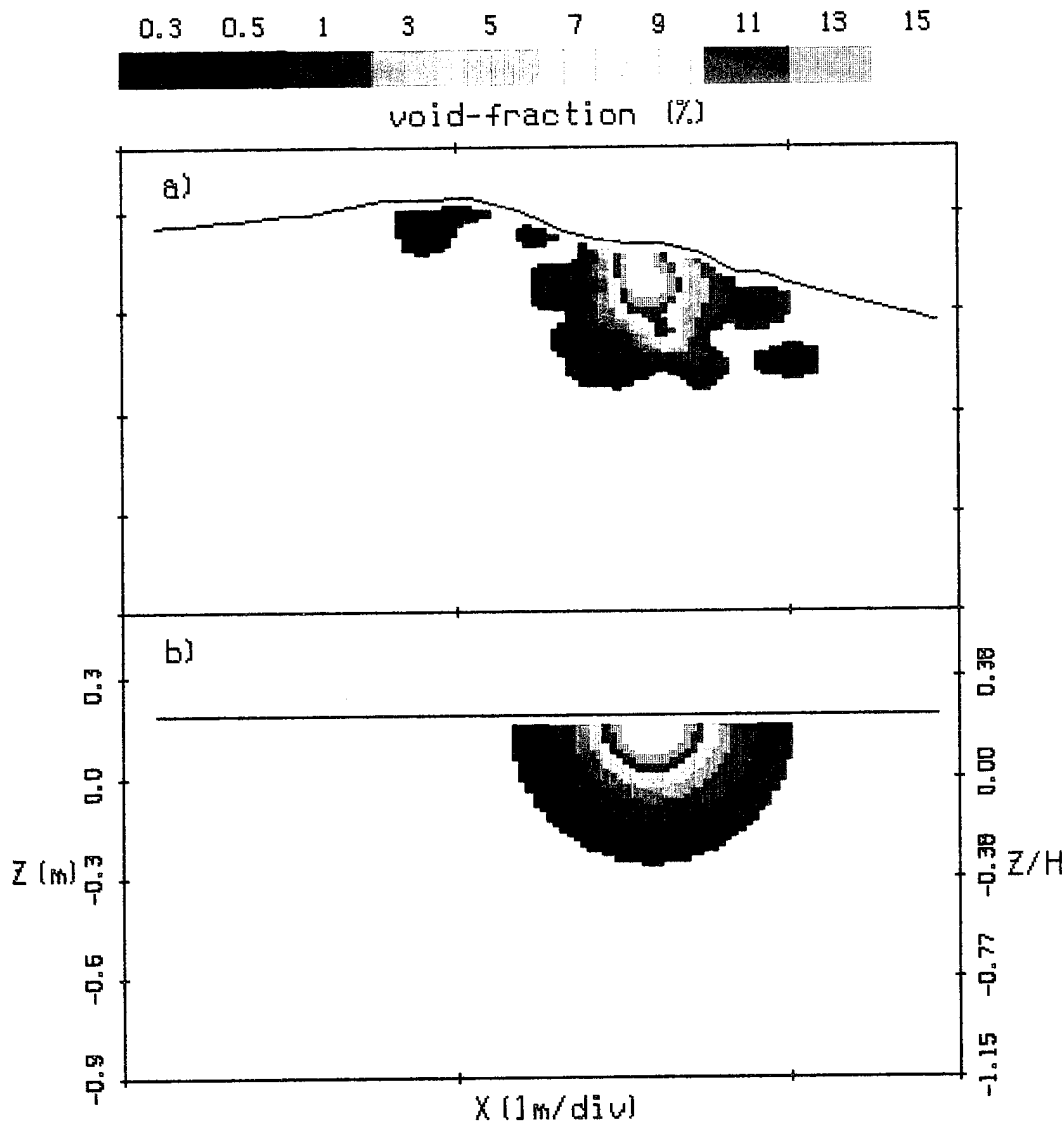 0.3 0.5 1 3 5 7 9 11 13 15
void-fraction (%)
a)
b)
0.3
0.0
-0.3
-0.6
-0.9
Z (m)
0.38
0.00
-0.38
-0.77
-1.15
Z/H
X (1m/div)